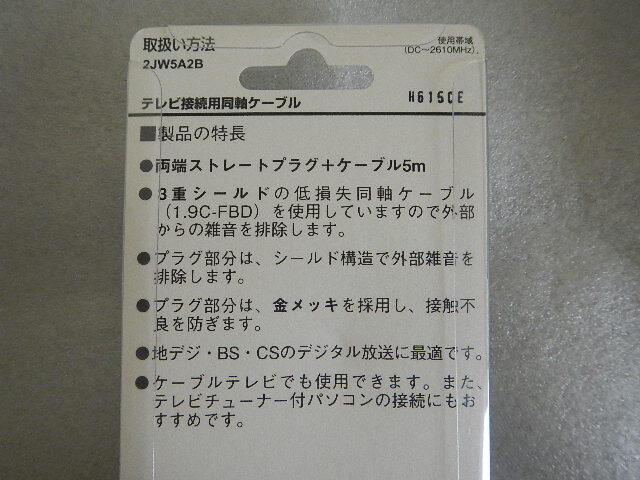 取扱い方法
使用帯域
(DC〜2610MHz)
2JW5A2B
テレビ接続用同軸ケーブル
H615CE
■製品の特長
●両端ストレートプラグ＋ケーブル5m
●3重シールドの低損失同軸ケーブル
（1.9C-FBD）を使用していますので外部
からの雑音を排除します。
●プラグ部分は、シールド構造で外部雑音を
排除します。
●プラグ部分は、金メッキを採用し、接触不
良を防ぎます。
●地デジ・BS・CSのデジタル放送に最適です。
●ケーブルテレビでも使用できます。また、
テレビチューナー付パソコンの接続にもお
すすめです。